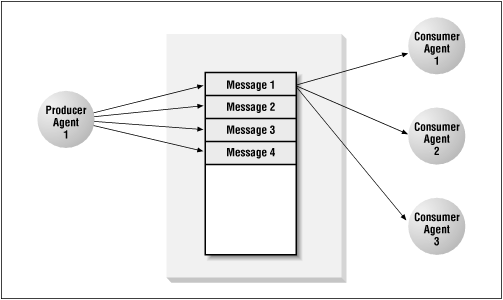 Producer
Agent
1
Message 1
Message 2
Message 3
Message 4
Consumer
Agent
1
Consumer
Agent
2
Consumer
Agent
3